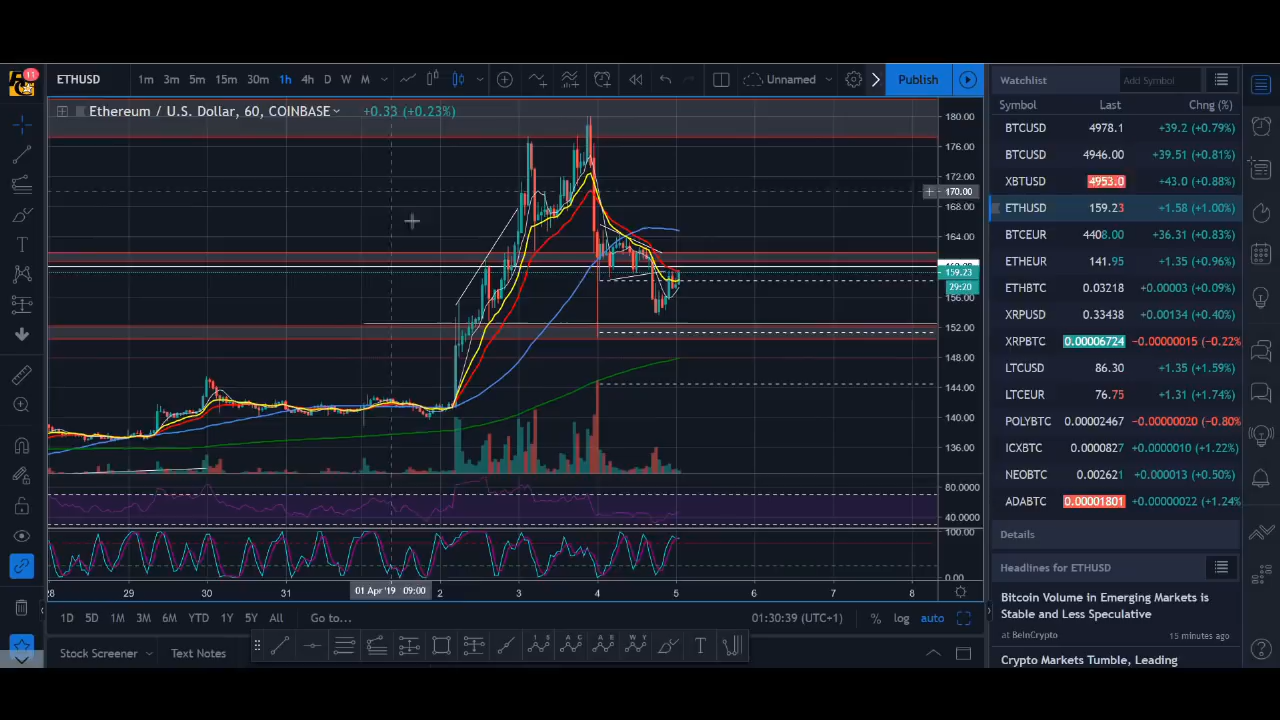 11
ETHUSD 1m 3m 5m 15m 30m 1h 4h D W M Unnamed Publish
Ethereum / U.S. Dollar, 60, COINBASE +0.33 (+0.23%)
180.00
176.00
172.00
170.00
168.00
164.00
159.23
29:20
156.00
152.00
148.00
144.00
140.00
136.00
80.0000
40.0000
100.00
0.00
28 29 30 31 01 Apr '19 09:00 2 3 4 5 6 7 8
1D 5D 1M 3M 6M YTD 1Y 5Y All Go to... 01:30:39 (UTC+1) % log auto
Stock Screener Text Notes
Watchlist Add Symbol
Symbol Last Chng (%)
BTCUSD 4978.1 +39.2 (+0.79%)
BTCUSD 4946.00 +39.51 (+0.81%)
XBTUSD 4953.0 +43.0 (+0.88%)
ETHUSD 159.23 +1.58 (+1.00%)
BTCEUR 4408.00 +36.31 (+0.83%)
ETHEUR 141.91 +1.35 (+0.96%)
ETHBTC 0.03218 +0.00003 (+0.09%)
XRPUSD 0.33438 +0.00134 (+0.40%)
XRPBTC 0.00006724 −0.00000015 (−0.22%)
LTCUSD 86.30 +1.35 (+1.59%)
LTCEUR 76.75 +1.31 (+1.74%)
POLYBTC 0.00002467 −0.00000020 (−0.80%)
ICXBTC 0.0000827 +0.0000010 (+1.22%)
NEOBTC 0.002621 +0.000013 (+0.50%)
ADABTC 0.00001801 +0.00000022 (+1.24%
Details
Headlines for ETHUSD
Bitcoin Volume in Emerging Markets is
Stable and Less Speculative
at BeInCrypto 15 minutes ago
Crypto Markets Tumble, Leading